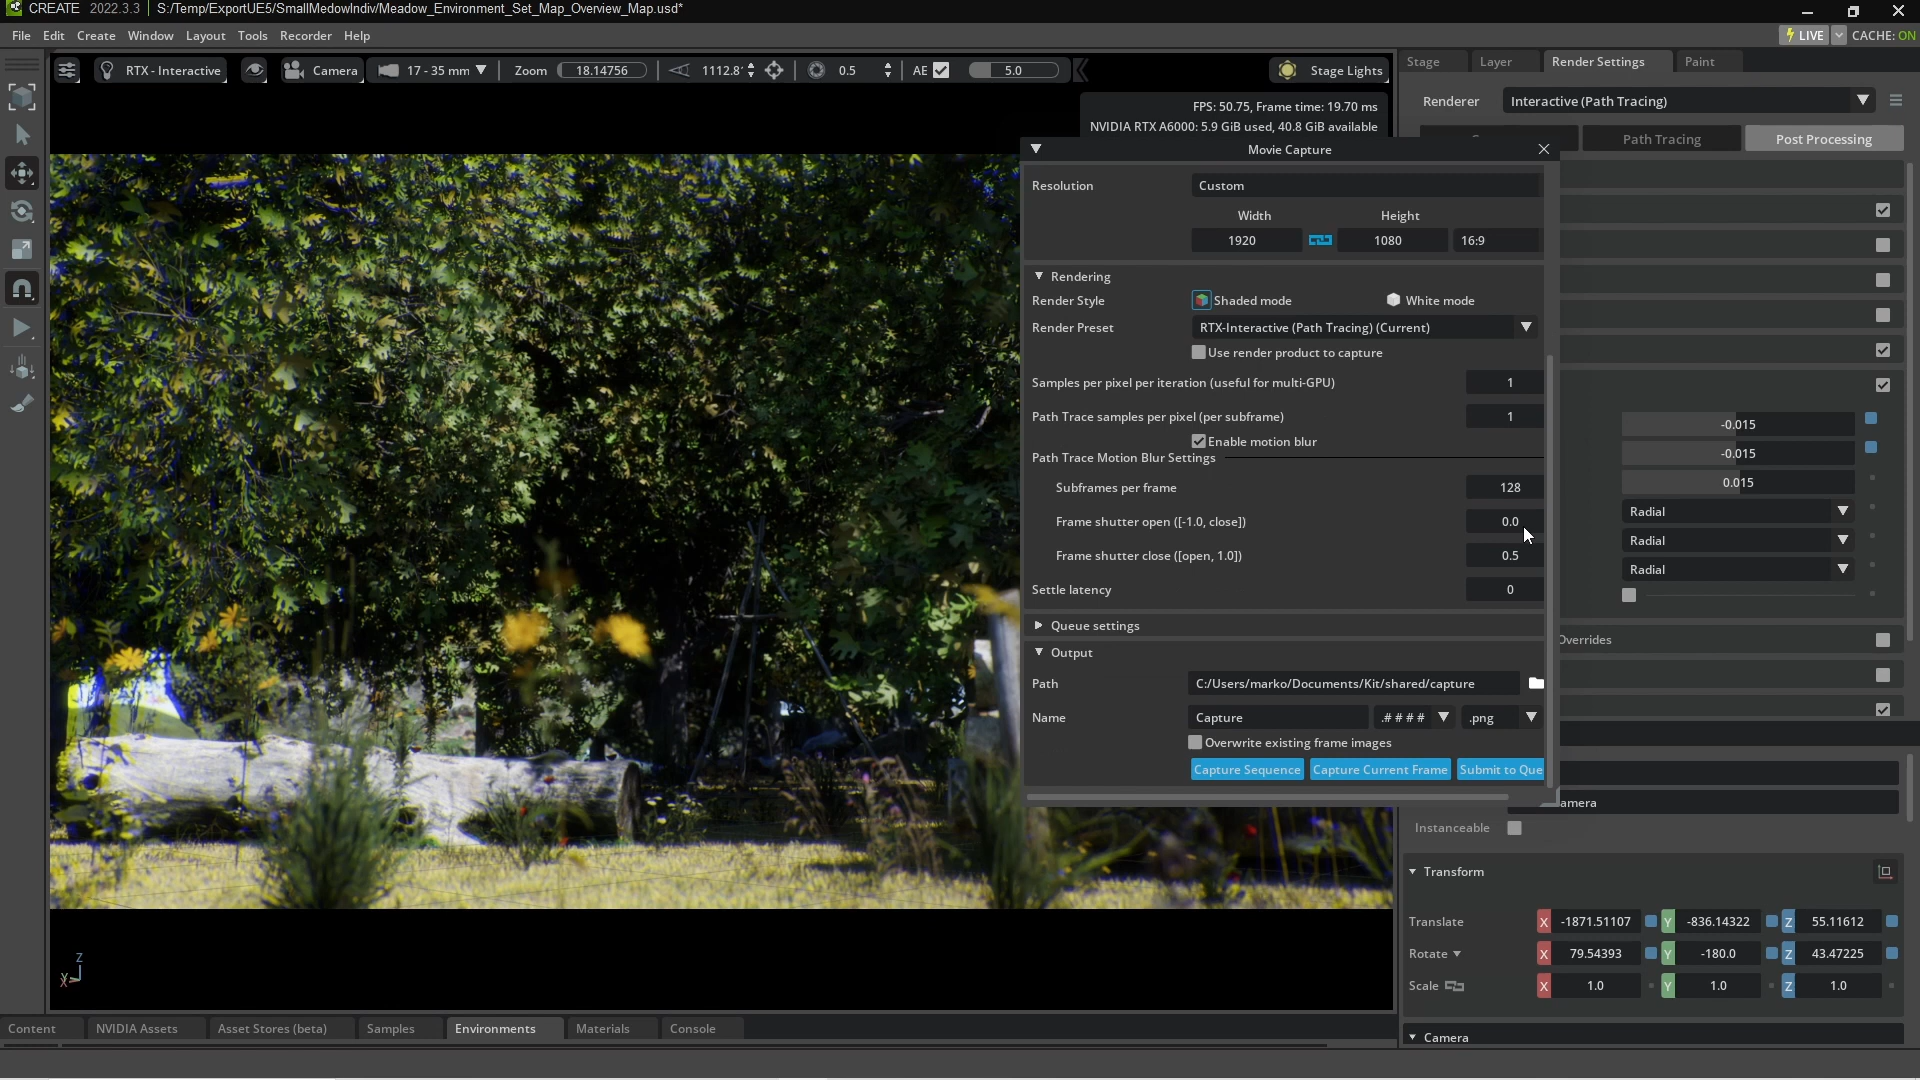 CREATE 2022.3.3 S:/Temp/ExportUE5/SmallMedowIndiv/Meadow_Environment_Set_Map_Overview_Map.usd*
File Edit Create Window Layout Tools Recorder Help
LIVE CACHE: ON
RTX - Interactive Camera 17 - 35 mm Zoom 18.14756 1112.8 0.5 AE 5.0 Stage Lights
FPS: 50.75, Frame time: 19.70 ms
NVIDIA RTX A6000: 5.9 GiB used, 40.8 GiB available
Movie Capture
Resolution Custom
Width Height
1920 1080 16:9
Rendering
Render Style Shaded mode White mode
Render Preset RTX-Interactive (Path Tracing) (Current)
Use render product to capture
Samples per pixel per iteration (useful for multi-GPU) 1
Path Trace samples per pixel (per subframe) 1
Enable motion blur
Path Trace Motion Blur Settings
Subframes per frame 128
Frame shutter open ([-1.0, close]) 0.0
Frame shutter close ([open, 1.0]) 0.5
Settle latency 0
Queue settings
Output
Path C:/Users/marko/Documents/Kit/shared/capture
Name Capture .#### .png
Overwrite existing frame images
Capture Sequence Capture Current Frame Submit to Que
Stage Layer Render Settings Paint
Renderer Interactive (Path Tracing)
Path Tracing Post Processing
-0.015
-0.015
0.015
Radial
Radial
Radial
Overrides
amera
Instanceable
Transform
Translate X -1871.51107 Y -836.14322 Z 55.11612
Rotate X 79.54393 Y -180.0 Z 43.47225
Scale X 1.0 Y 1.0 Z 1.0
Camera
Z
Y
X
Content NVIDIA Assets Asset Stores (beta) Samples Environments Materials Console